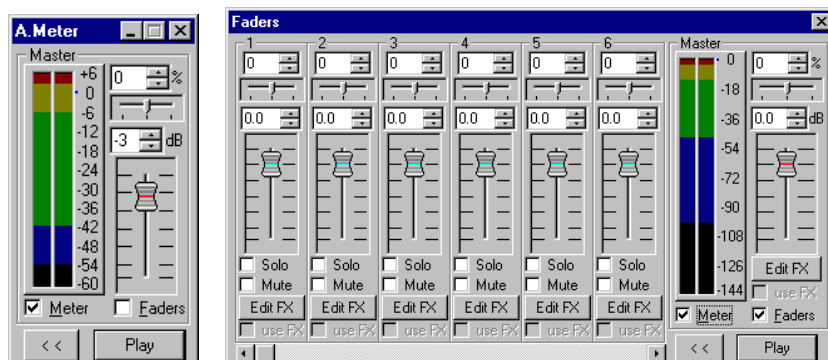 A.Meter
Master
+6
0
-6
-12
-18
-24
-30
-36
-42
-48
-54
-60
0 %
-3 dB
Meter Faders
<< Play
Faders
1 2 3 4 5 6
0 0 0 0 0 0
0.0 0.0 0.0 0.0 0.0 0.0
Solo Solo Solo Solo Solo Solo
Mute Mute Mute Mute Mute Mute
Edit FX Edit FX Edit FX Edit FX Edit FX Edit FX
use FX use FX use FX use FX use FX use FX
Master
0
-18
-36
-54
-72
-90
-108
-126
-144
0 %
0.0 dB
Edit FX
use FX
Meter Faders
<< Play